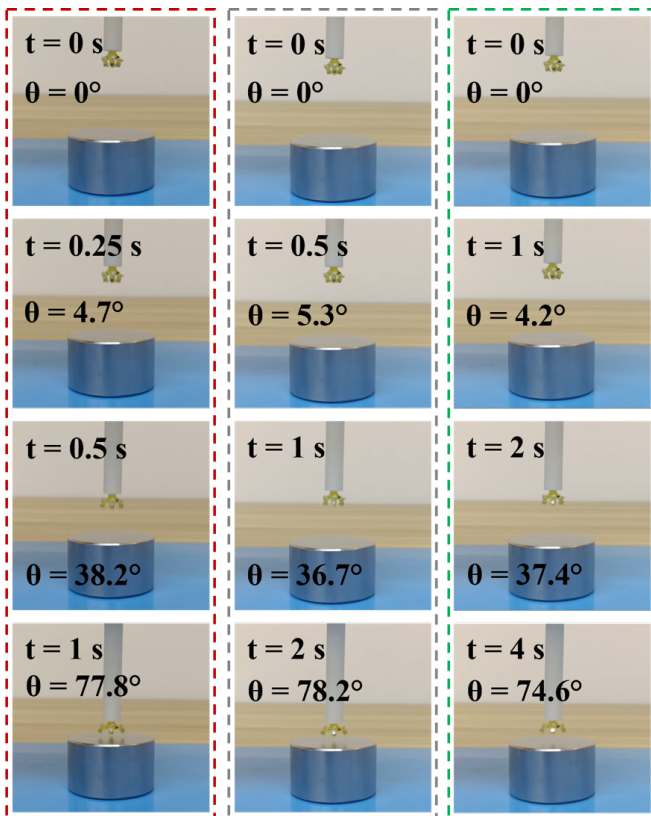 t = 0 s
θ = 0°
t = 0 s
θ = 0°
t = 0 s
θ = 0°
t = 0.25 s
θ = 4.7°
t = 0.5 s
θ = 5.3°
t = 1 s
θ = 4.2°
t = 0.5 s
θ = 38.2°
t = 1 s
θ = 36.7°
t = 2 s
θ = 37.4°
t = 1 s
θ = 77.8°
t = 2 s
θ = 78.2°
t = 4 s
θ = 74.6°